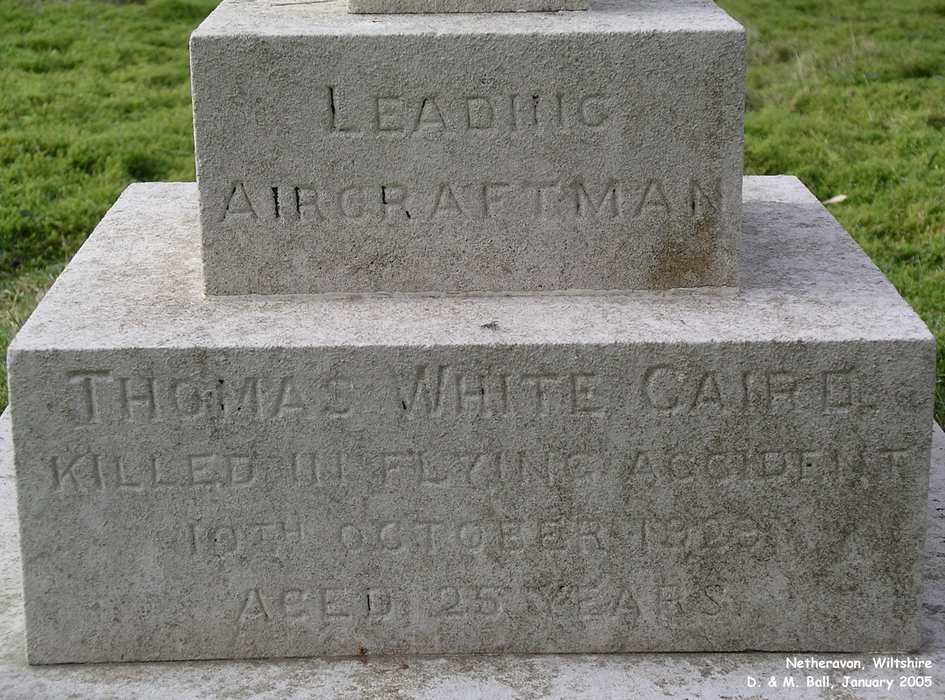 LEADING
AIRCRAFTMAN
THOMAS WHITE CAIRD.
KILLED IN FLYING ACCIDENT
10TH OCTOBER
AGED 25 YEARS
Netheravon, Wiltshire
D. & M. Ball, January 2005